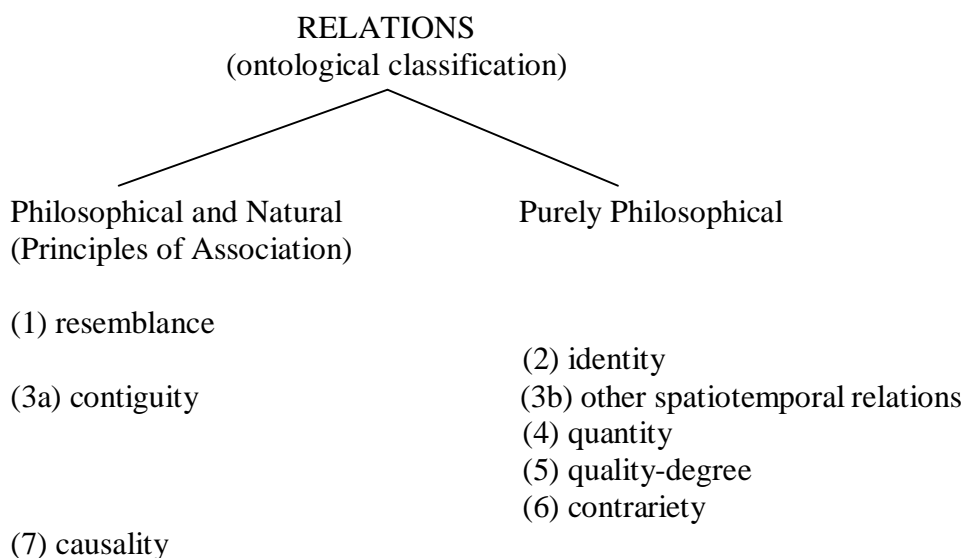 RELATIONS
(ontological classification)
Philosophical and Natural
(Principles of Association)
Purely Philosophical
(1) resemblance
(2) identity
(3a) contiguity
(3b) other spatiotemporal relations
(4) quantity
(5) quality-degree
(6) contrariety
(7) causality